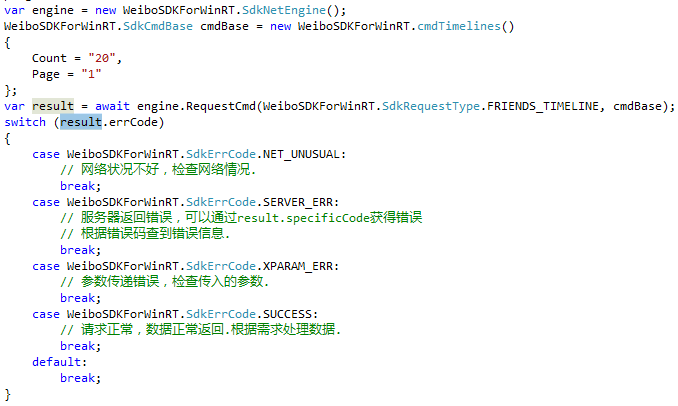 var engine = new WeiboSDKForWinRT.SdkNetEngine();
WeiboSDKForWinRT.SdkCmdBase cmdBase = new WeiboSDKForWinRT.cmdTimelines()
{
    Count = "20",
    Page = "1"
};
var result = await engine.RequestCmd(WeiboSDKForWinRT.SdkRequestType.FRIENDS_TIMELINE, cmdBase);
switch (result.errCode)
{
    case WeiboSDKForWinRT.SdkErrCode.NET_UNUSUAL:
        // 网络状况不好，检查网络情况.
        break;
    case WeiboSDKForWinRT.SdkErrCode.SERVER_ERR:
        // 服务器返回错误，可以通过result.specificCode获得错误
        // 根据错误码查到错误信息.
        break;
    case WeiboSDKForWinRT.SdkErrCode.XPARAM_ERR:
        // 参数传递错误，检查传入的参数.
        break;
    case WeiboSDKForWinRT.SdkErrCode.SUCCESS:
        // 请求正常，数据正常返回.根据需求处理数据.
        break;
    default:
        break;
}